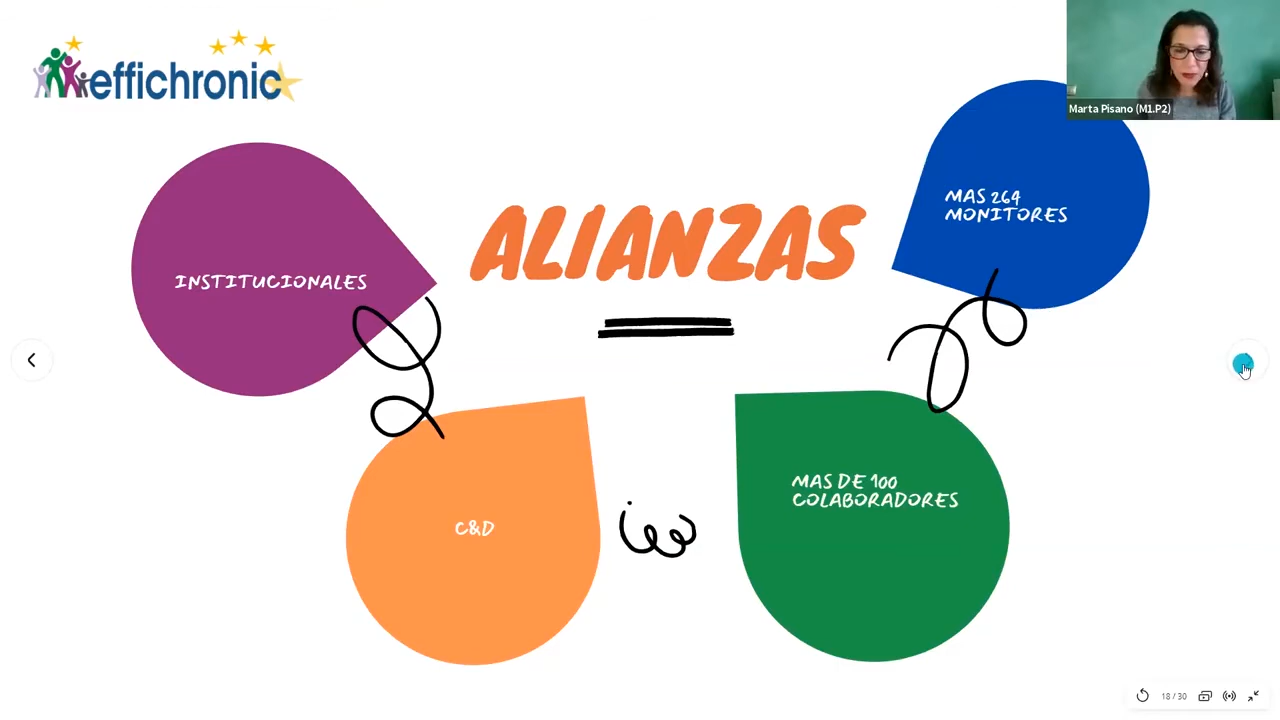 effichronic
Marta Pisano (M1.P2)
ALIANZAS
MAS 264
MONITORES
INSTITUCIONALES
MAS DE 100
COLABORADORES
C&D
18 / 30